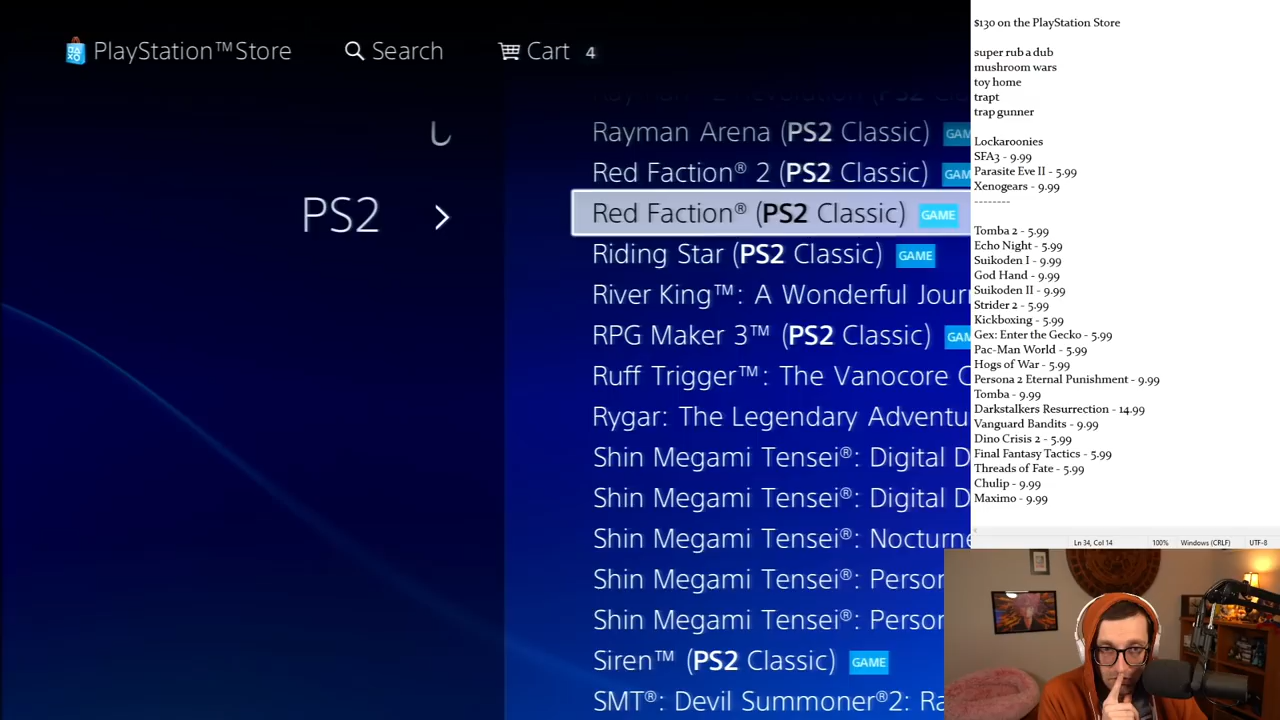 PlayStation™Store
Search
Cart 4
PS2
Rayman Arena (PS2 Classic) GAM
Red Faction® 2 (PS2 Classic) GAM
Red Faction® (PS2 Classic) GAME
Riding Star (PS2 Classic) GAME
River King™: A Wonderful Jour
RPG Maker 3™ (PS2 Classic) GAM
Ruff Trigger™: The Vanocore C
Rygar: The Legendary Adventu
Shin Megami Tensei®: Digital D
Shin Megami Tensei®: Digital D
Shin Megami Tensei®: Nocturne
Shin Megami Tensei®: Person
Shin Megami Tensei®: Person
Siren™ (PS2 Classic) GAME
SMT®: Devil Summoner®2: Ra
$130 on the PlayStation Store
super rub a dub
mushroom wars
toy home
trapt
trap gunner
Lockaroonies
SFA3 - 9.99
Parasite Eve II - 5.99
Xenogears - 9.99
--------
Tomba 2 - 5.99
Echo Night - 5.99
Suikoden I - 9.99
God Hand - 9.99
Suikoden II - 9.99
Strider 2 - 5.99
Kickboxing - 5.99
Gex: Enter the Gecko - 5.99
Pac-Man World - 5.99
Hogs of War - 5.99
Persona 2 Eternal Punishment - 9.99
Tomba - 9.99
Darkstalkers Resurrection - 14.99
Vanguard Bandits - 9.99
Dino Crisis 2 - 5.99
Final Fantasy Tactics - 5.99
Threads of Fate - 5.99
Chulip - 9.99
Maximo - 9.99
Ln 34, Col 14 100% Windows (CRLF) UTF-8